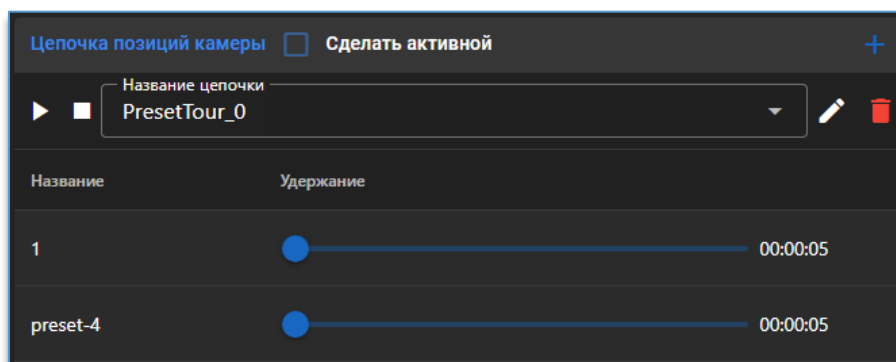 Цепочка позиций камеры Сделать активной
Название цепочки
PresetTour_0
Название Удержание
1 00:00:05
preset-4 00:00:05